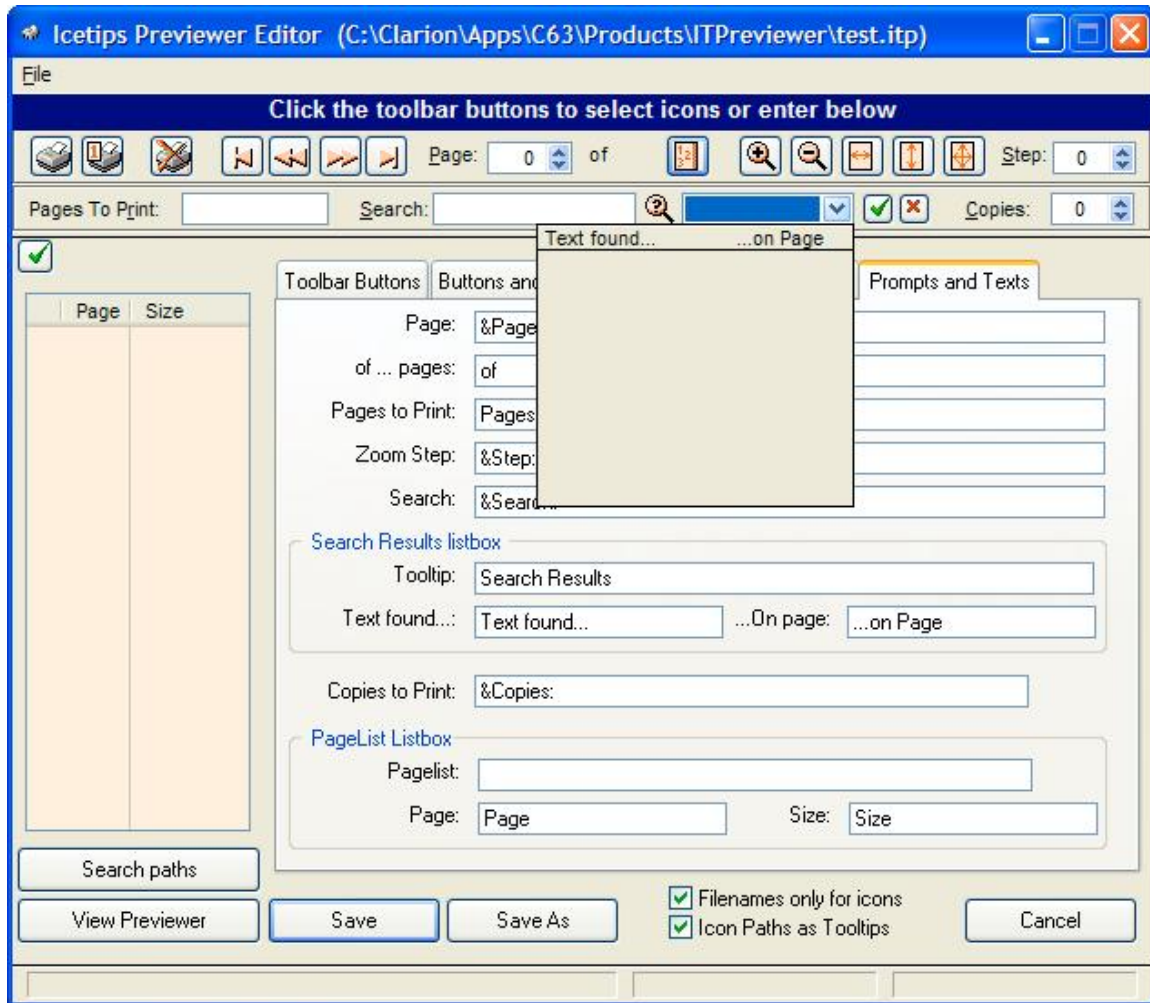 Icetips Previewer Editor (C:\Clarion\Apps\C63\Products\ITPreviewer\test.itp)
File
Click the toolbar buttons to select icons or enter below
Page: 0 of Step: 0
Pages To Print: Search: Copies: 0
Text found... ...on Page
Toolbar Buttons Buttons and Prompts and Texts
Page Size
Page: &Page
of ... pages: of
Pages to Print: Pages
Zoom Step: &Step:
Search: &Search:
Search Results listbox
Tooltip: Search Results
Text found...: Text found... ...On page: ...on Page
Copies to Print: &Copies:
PageList Listbox
Pagelist:
Page: Page Size: Size
Search paths
View Previewer Save Save As
Filenames only for icons
Icon Paths as Tooltips
Cancel